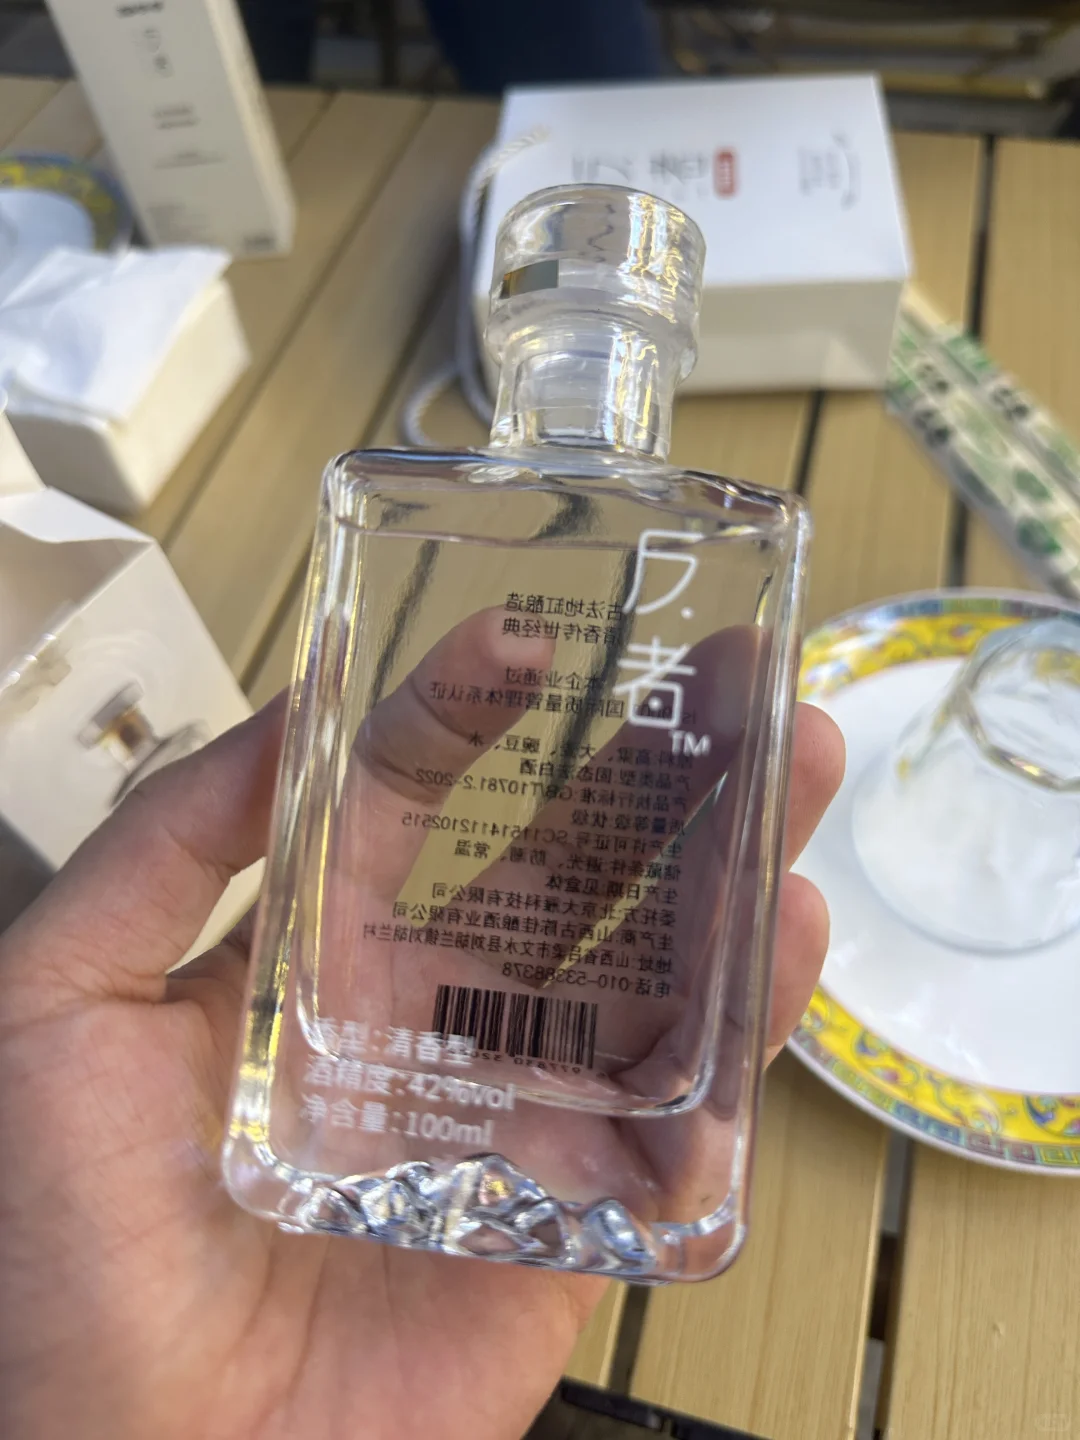 反者™
古法地缸酿造
清香传世经典
本企业通过
国际质量管理体系认证
原料:高粱、大麦、豌豆、水
产品类型:固态法白酒
产品执行标准:GB/T10781.2-2022
质量等级:优级
生产许可证号:SC11514112102515
储藏条件:避光、防潮、常温
生产日期:见盒体
委托方:北京大雁科技有限公司
生产商:山西古陈佳酿酒业有限公司
地址:山西省吕梁市文水县刘胡兰镇刘胡兰村
电话:010-53388378
香型:清香型
酒精度:42%vol
净含量:100ml